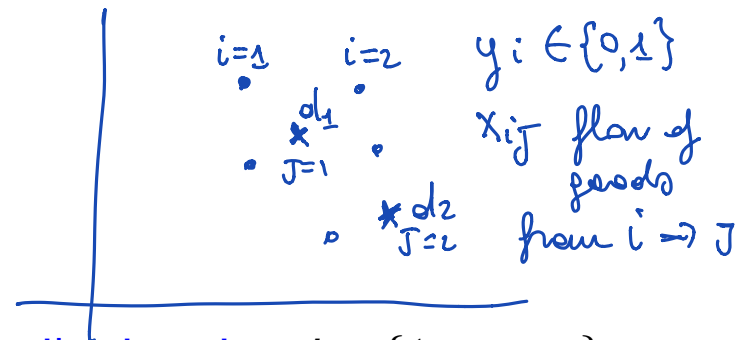 i=1 i=2 yi ∈ {0,1}
d1
J=1
xiJ flow of
goods
from i → J
d2
J=2